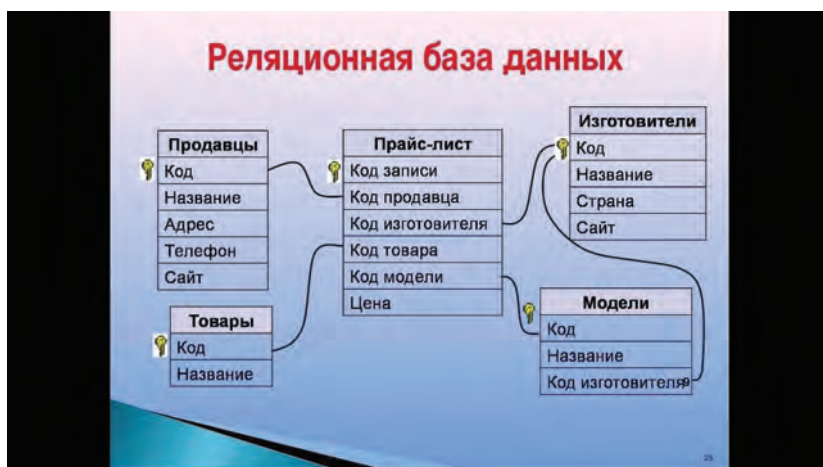 Реляционная база данных
Продавцы
Код
Название
Адрес
Телефон
Сайт
Товары
Код
Название
Прайс-лист
Код записи
Код продавца
Код изготовителя
Код товара
Код модели
Цена
Изготовители
Код
Название
Страна
Сайт
Модели
Код
Название
Код изготовителя